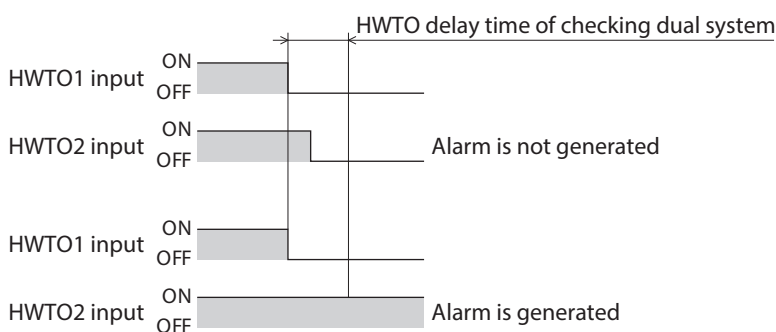 HWTO delay time of checking dual system
HWTO1 input ON
OFF
HWTO2 input ON
OFF Alarm is not generated
HWTO1 input ON
OFF
HWTO2 input ON
OFF Alarm is generated